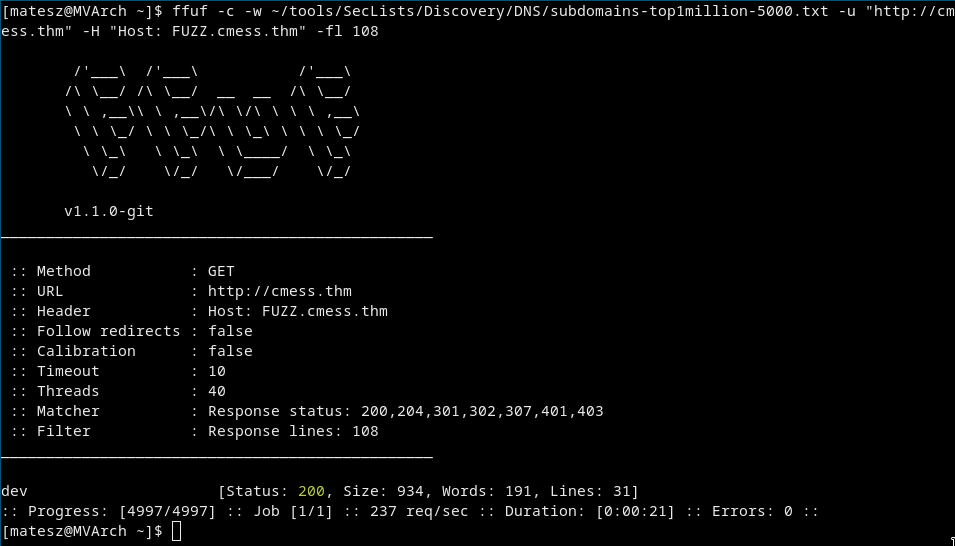 [matesz@MVArch ~]$ ffuf -c -w ~/tools/SecLists/Discovery/DNS/subdomains-top1million-5000.txt -u "http://cm
ess.thm" -H "Host: FUZZ.cmess.thm" -fl 108

        /'___\  /'___\           /'___\
       /\ \__/ /\ \__/  __  __  /\ \__/
       \ \ ,__\\ \ ,__\/\ \/\ \ \ \ ,__\
        \ \ \_/ \ \ \_/\ \ \_\ \ \ \ \_/
         \ \_\   \ \_\  \ \____/  \ \_\
          \/_/    \/_/   \/___/    \/_/

       v1.1.0-git
________________________________________________

 :: Method           : GET
 :: URL              : http://cmess.thm
 :: Header           : Host: FUZZ.cmess.thm
 :: Follow redirects : false
 :: Calibration      : false
 :: Timeout          : 10
 :: Threads          : 40
 :: Matcher          : Response status: 200,204,301,302,307,401,403
 :: Filter           : Response lines: 108
________________________________________________

dev                     [Status: 200, Size: 934, Words: 191, Lines: 31]
:: Progress: [4997/4997] :: Job [1/1] :: 237 req/sec :: Duration: [0:00:21] :: Errors: 0 ::
[matesz@MVArch ~]$